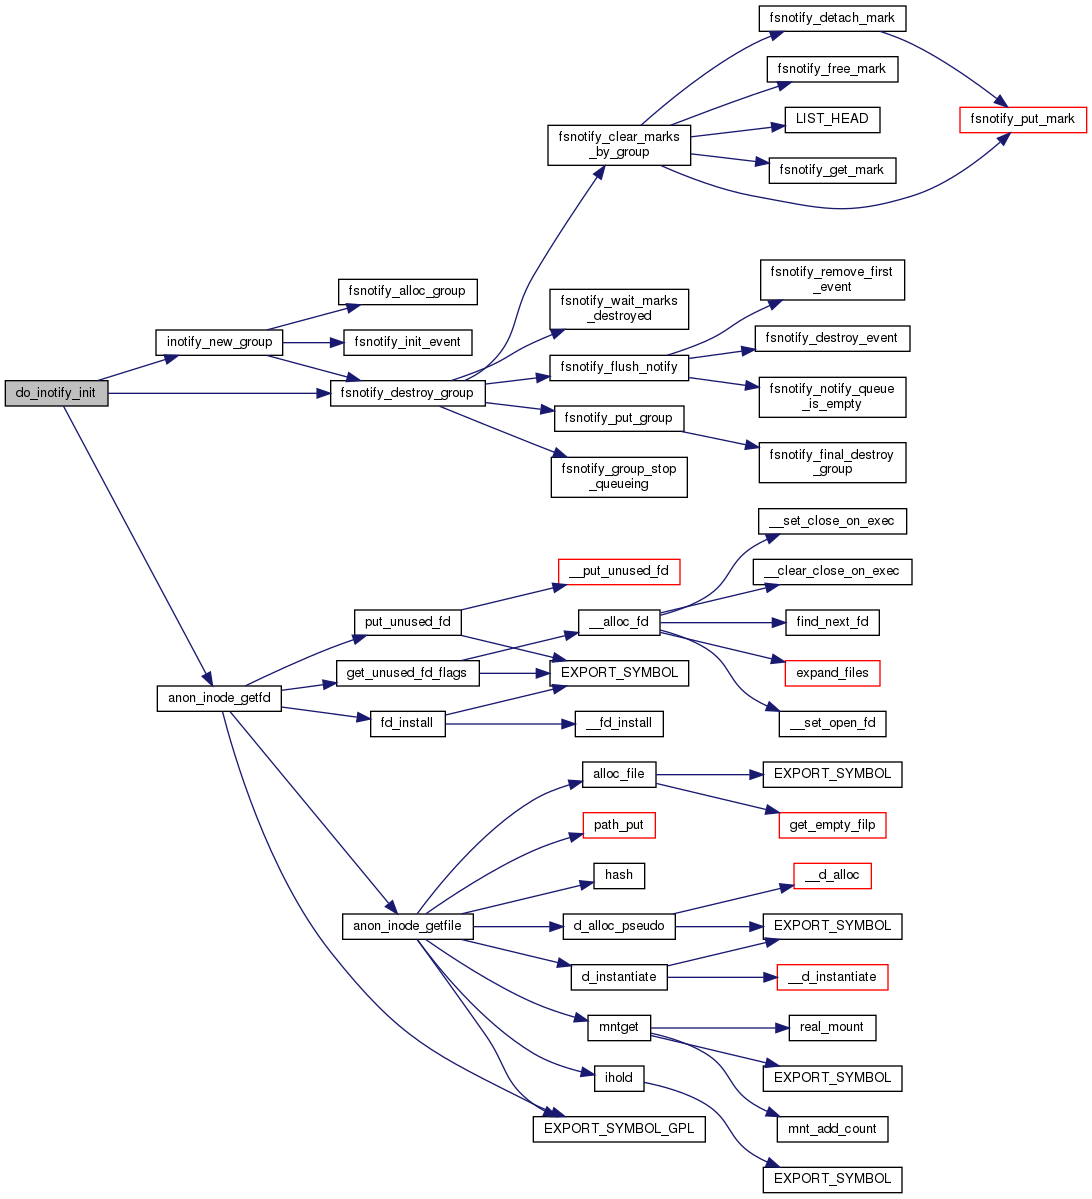 fsnotify_detach_mark
fsnotify_free_mark
LIST_HEAD
fsnotify_put_mark
fsnotify_clear_marks
_by_group
fsnotify_get_mark
fsnotify_remove_first
_event
fsnotify_alloc_group
fsnotify_wait_marks
_destroyed
inotify_new_group
fsnotify_init_event
fsnotify_destroy_event
fsnotify_flush_notify
do_inotify_init
fsnotify_destroy_group
fsnotify_notify_queue
_is_empty
fsnotify_put_group
fsnotify_final_destroy
_group
fsnotify_group_stop
_queueing
__set_close_on_exec
__put_unused_fd
__clear_close_on_exec
put_unused_fd
__alloc_fd
find_next_fd
get_unused_fd_flags
EXPORT_SYMBOL
expand_files
anon_inode_getfd
fd_install
__fd_install
__set_open_fd
alloc_file
EXPORT_SYMBOL
path_put
get_empty_filp
hash
__d_alloc
anon_inode_getfile
d_alloc_pseudo
EXPORT_SYMBOL
d_instantiate
__d_instantiate
mntget
real_mount
ihold
EXPORT_SYMBOL
EXPORT_SYMBOL_GPL
mnt_add_count
EXPORT_SYMBOL